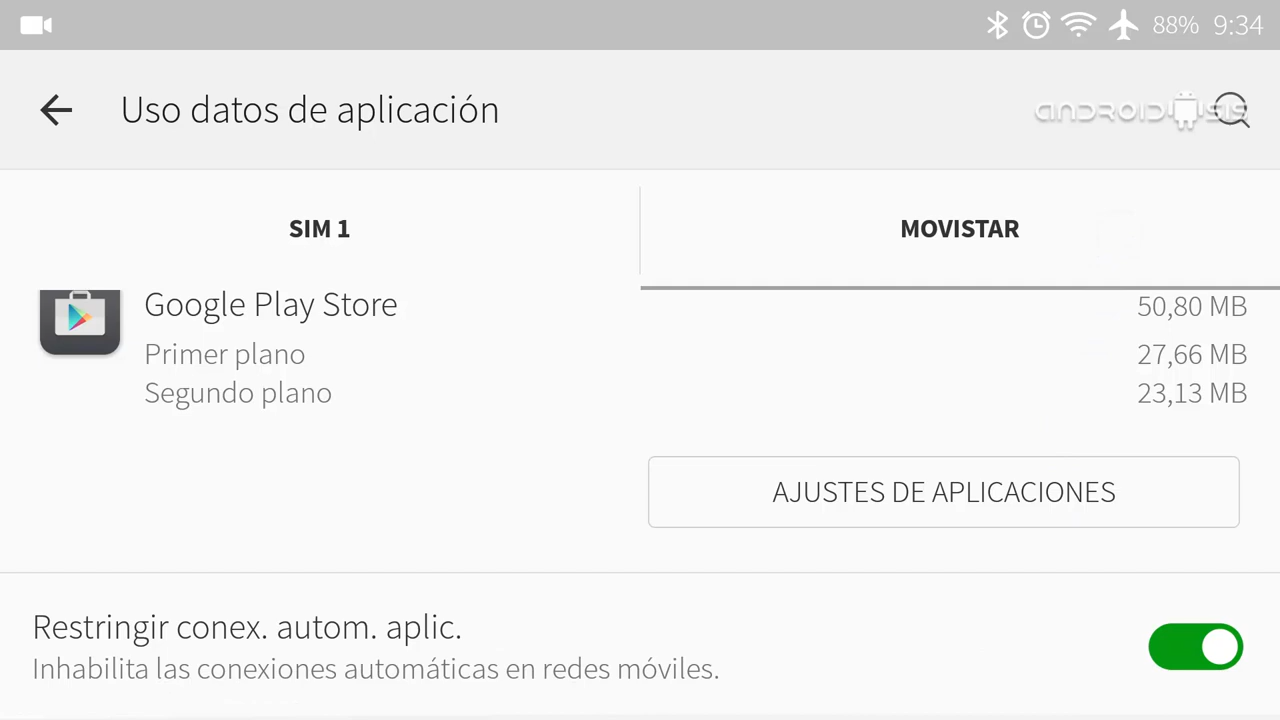 88% 9:34
Uso datos de aplicación
ANDROIDSIS
SIM 1
MOVISTAR
Google Play Store
50,80 MB
Primer plano
27,66 MB
Segundo plano
23,13 MB
AJUSTES DE APLICACIONES
Restringir conex. autom. aplic.
Inhabilita las conexiones automáticas en redes móviles.